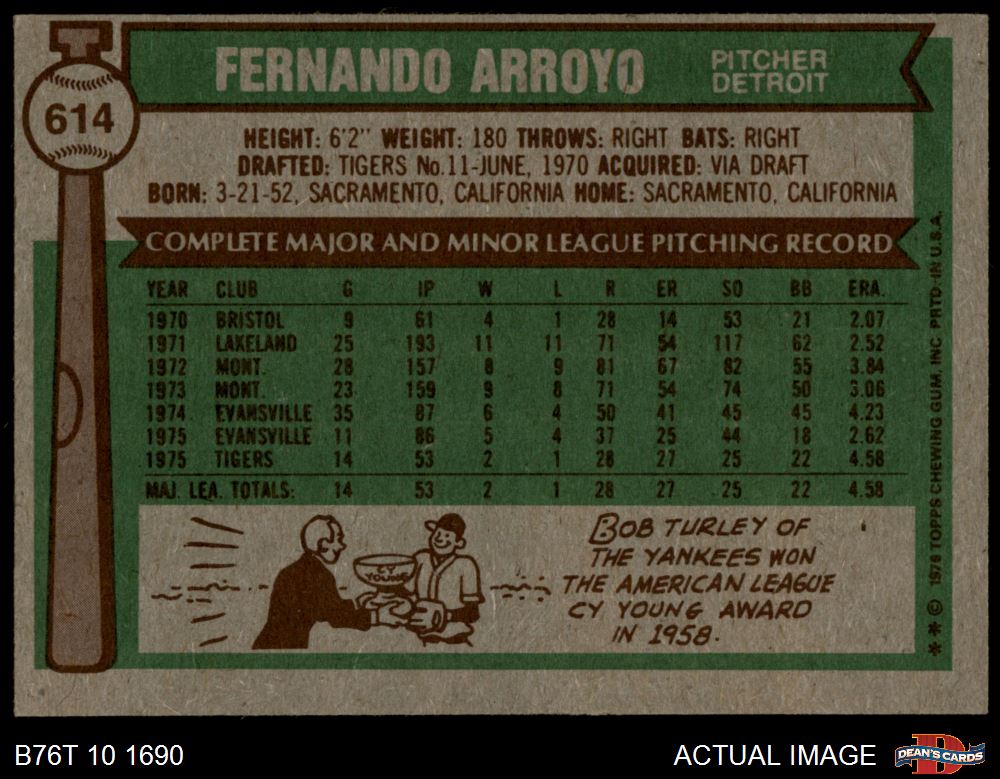 614
FERNANDO ARROYO
PITCHER
DETROIT
HEIGHT: 6'2" WEIGHT: 180 THROWS: RIGHT BATS: RIGHT
DRAFTED: TIGERS No.11-JUNE, 1970 ACQUIRED: VIA DRAFT
BORN: 3-21-52, SACRAMENTO, CALIFORNIA HOME: SACRAMENTO, CALIFORNIA
COMPLETE MAJOR AND MINOR LEAGUE PITCHING RECORD
YEAR CLUB G IP W L R ER SO BB ERA.
1970 BRISTOL 9 61 4 1 28 14 53 21 2.07
1971 LAKELAND 25 193 11 11 71 54 117 62 2.52
1972 MONT. 28 157 8 9 81 67 82 55 3.84
1973 MONT. 23 159 9 8 71 54 74 50 3.06
1974 EVANSVILLE 35 87 6 4 50 41 45 45 4.23
1975 EVANSVILLE 11 86 5 4 37 25 44 18 2.62
1975 TIGERS 14 53 2 1 28 27 25 22 4.58
MAJ. LEA. TOTALS: 14 53 2 1 28 27 25 22 4.58
CY
YOUNG
BOB TURLEY OF
THE YANKEES WON
THE AMERICAN LEAGUE
CY YOUNG AWARD
IN 1958.
** © 1976 TOPPS CHEWING GUM, INC PRTD. IN U.S.A.
B76T 10 1690
ACTUAL IMAGE
DEAN'S CARDS